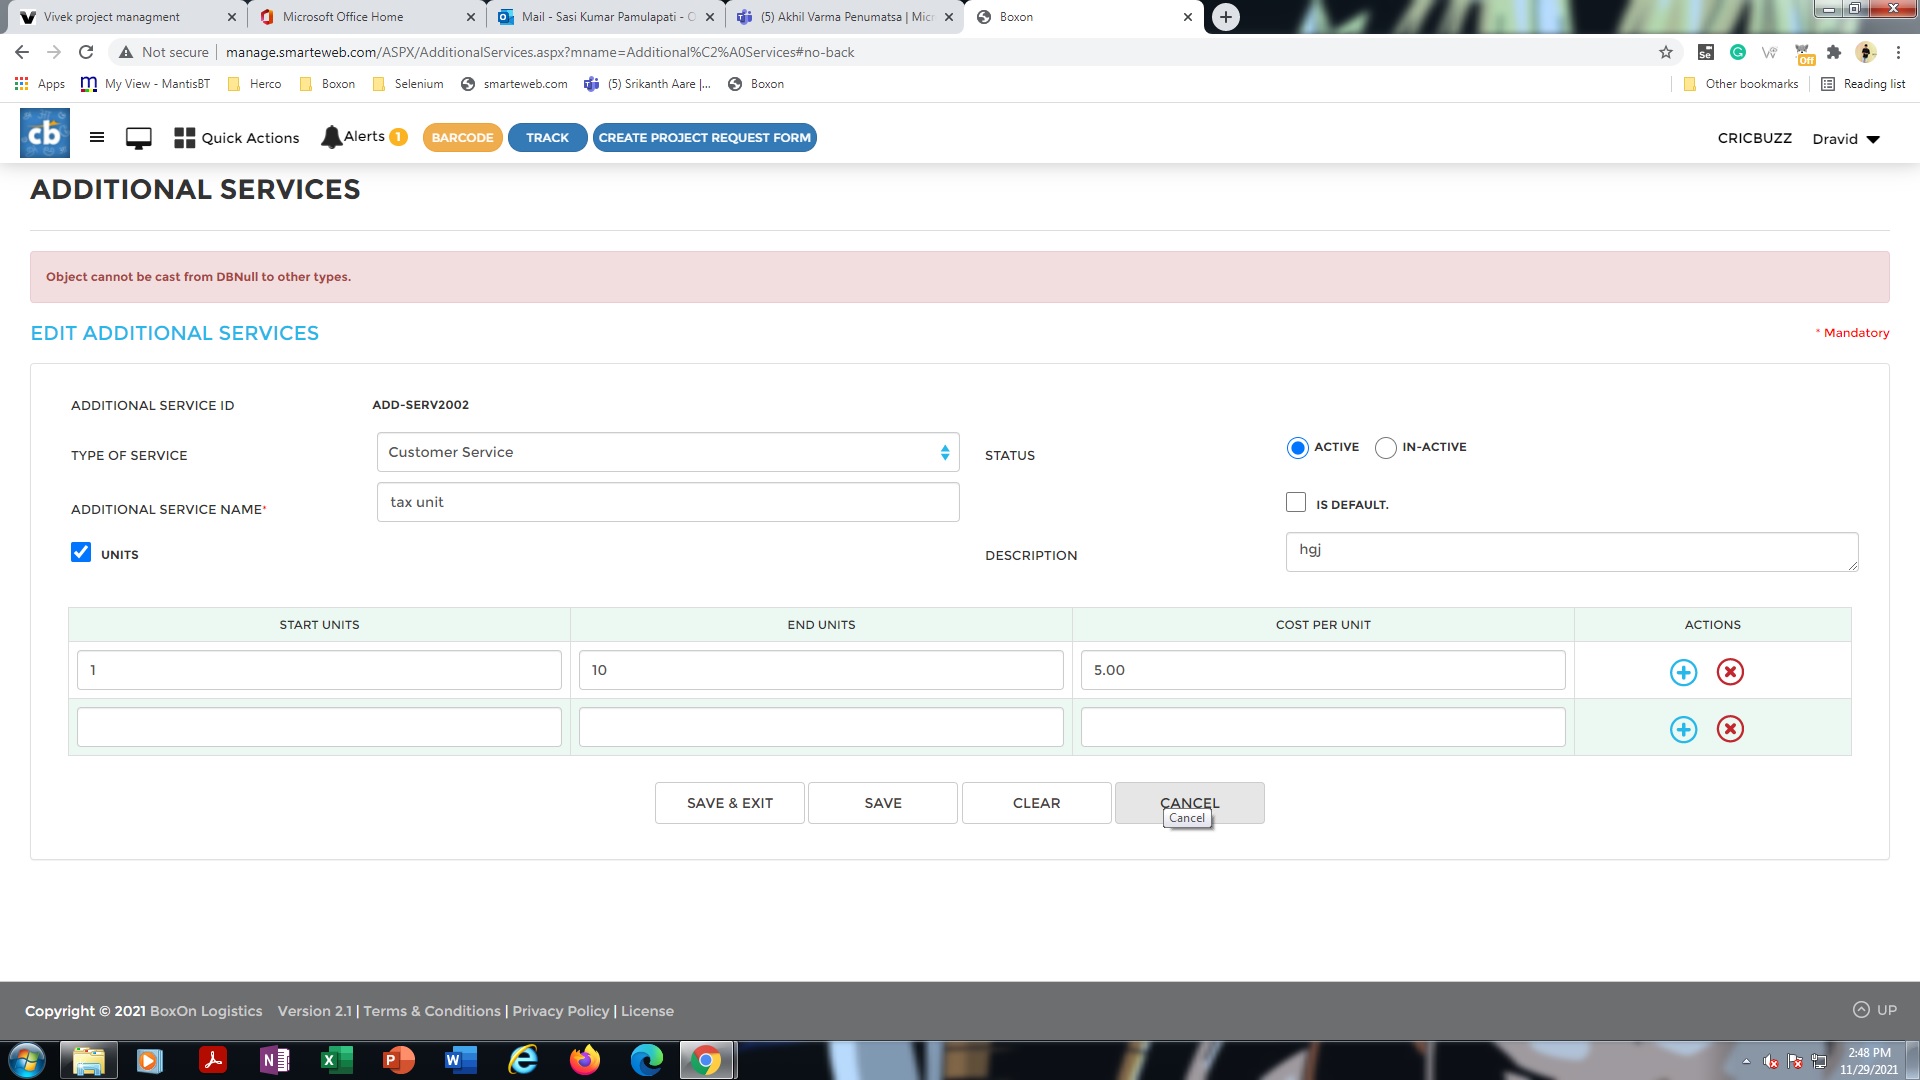 Vivek project managment
Microsoft Office Home
Mail - Sasi Kumar Pamulapati - O
(5) Akhil Varma Penumatsa | Micr
Boxon
Not secure | manage.smarteweb.com/ASPX/AdditionalServices.aspx?mname=Additional%C2%A0Services#no-back
Se
Off
Apps
My View - MantisBT
Herco
Boxon
Selenium
smarteweb.com
(5) Srikanth Aare |...
Boxon
Other bookmarks
Reading list
cb
Quick Actions
Alerts 1
BARCODE
TRACK
CREATE PROJECT REQUEST FORM
CRICBUZZ
Dravid
ADDITIONAL SERVICES
Object cannot be cast from DBNull to other types.
EDIT ADDITIONAL SERVICES
* Mandatory
ADDITIONAL SERVICE ID
ADD-SERV2002
TYPE OF SERVICE
Customer Service
STATUS
ACTIVE
IN-ACTIVE
ADDITIONAL SERVICE NAME*
tax unit
IS DEFAULT.
UNITS
DESCRIPTION
hgj
START UNITS
END UNITS
COST PER UNIT
ACTIONS
1
10
5.00
SAVE & EXIT
SAVE
CLEAR
CANCEL
Cancel
Copyright © 2021 BoxOn Logistics Version 2.1 | Terms & Conditions | Privacy Policy | License
UP
2:48 PM
11/29/2021